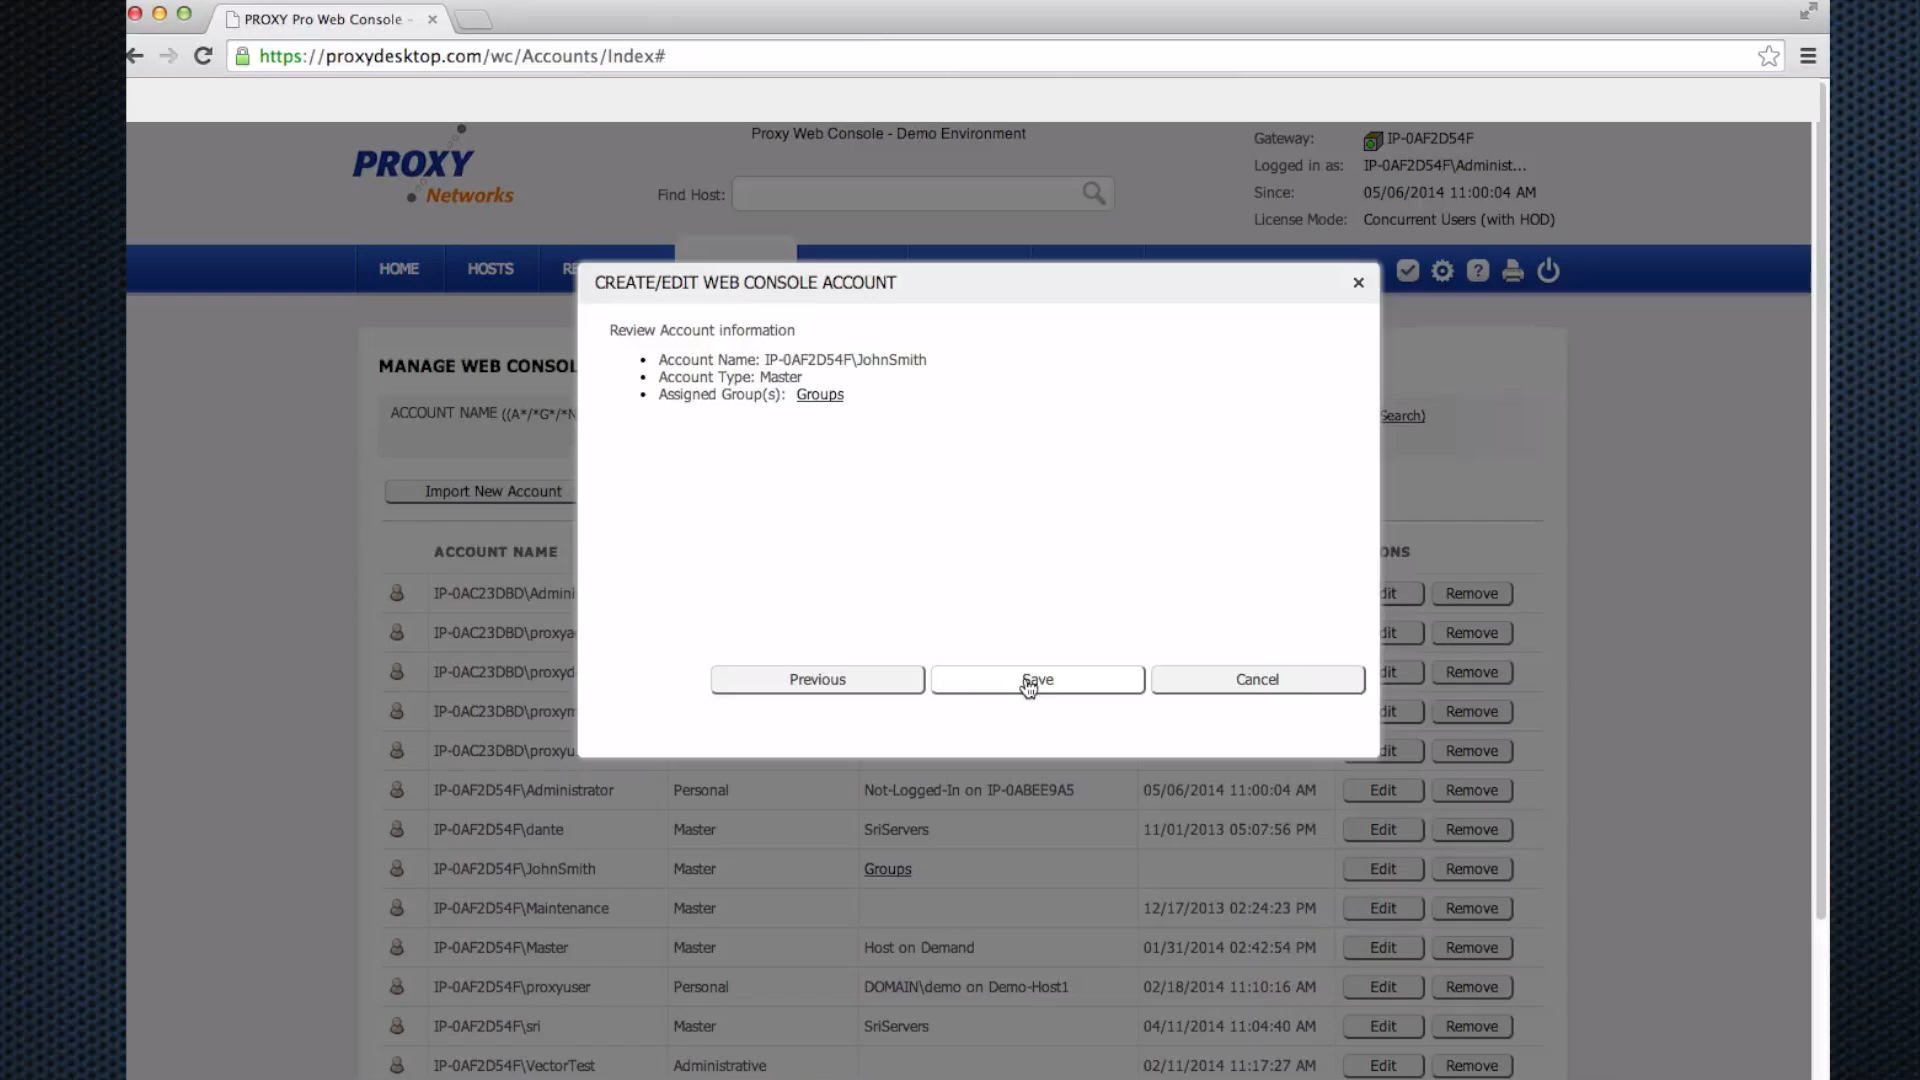 PROXY Pro Web Console -
https://proxydesktop.com/wc/Accounts/Index#
PROXY
Networks
Proxy Web Console - Demo Environment
Find Host:
Gateway: IP-0AF2D54F
Logged in as: IP-0AF2D54F\Administ...
Since: 05/06/2014 11:00:04 AM
License Mode: Concurrent Users (with HOD)
HOME HOSTS RE
CREATE/EDIT WEB CONSOLE ACCOUNT
Review Account information
• Account Name: IP-0AF2D54F\JohnSmith
• Account Type: Master
• Assigned Group(s): Groups
Previous Save Cancel
MANAGE WEB CONSOL
ACCOUNT NAME ((A*/*G*/*N
Search)
Import New Account
ACCOUNT NAME ONS
IP-0AC23DBD\Admini dit Remove
IP-0AC23DBD\proxya dit Remove
IP-0AC23DBD\proxyd dit Remove
IP-0AC23DBD\proxym dit Remove
IP-0AC23DBD\proxyu dit Remove
IP-0AF2D54F\Administrator Personal Not-Logged-In on IP-0ABEE9A5 05/06/2014 11:00:04 AM Edit Remove
IP-0AF2D54F\dante Master SriServers 11/01/2013 05:07:56 PM Edit Remove
IP-0AF2D54F\JohnSmith Master Groups Edit Remove
IP-0AF2D54F\Maintenance Master 12/17/2013 02:24:23 PM Edit Remove
IP-0AF2D54F\Master Master Host on Demand 01/31/2014 02:42:54 PM Edit Remove
IP-0AF2D54F\proxyuser Personal DOMAIN\demo on Demo-Host1 02/18/2014 11:10:16 AM Edit Remove
IP-0AF2D54F\sri Master SriServers 04/11/2014 11:04:40 AM Edit Remove
IP-0AF2D54F\VectorTest Administrative 02/11/2014 11:17:27 AM Edit Remove